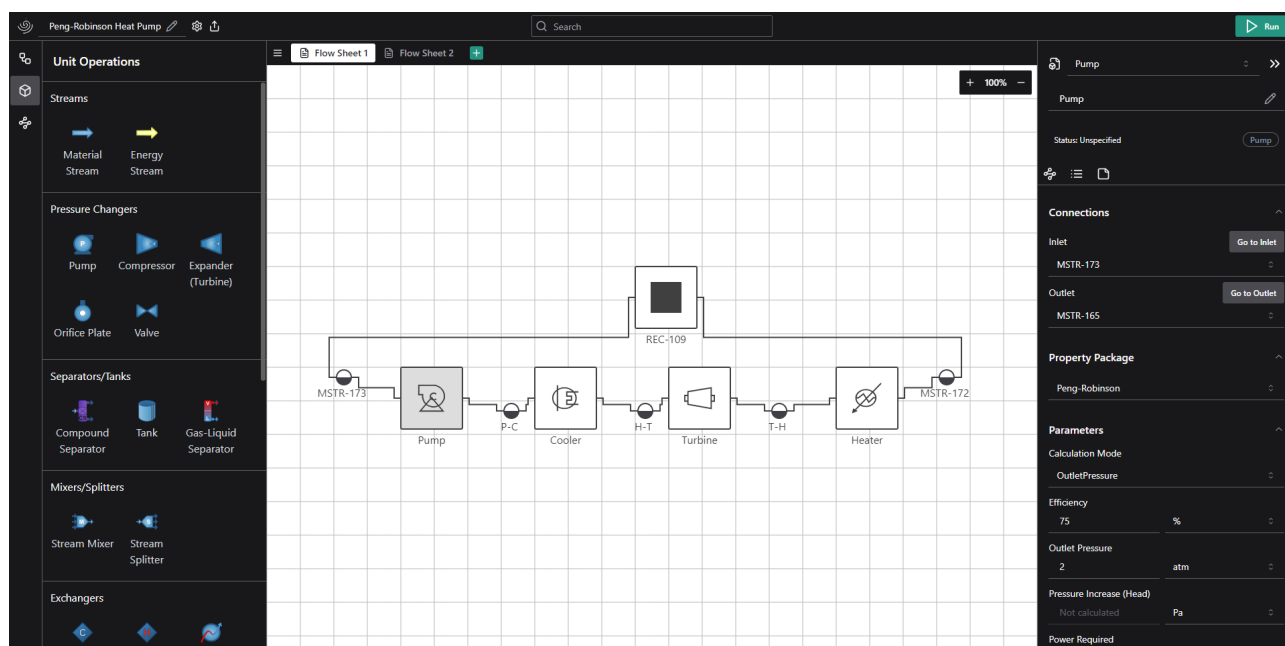 Peng-Robinson Heat Pump
Search
Run
Unit Operations
Flow Sheet 1
Flow Sheet 2
+ 100% −
Streams
Material
Stream
Energy
Stream
Pressure Changers
P
Pump
Compressor
Expander
(Turbine)
Orifice Plate
Valve
Separators/Tanks
Compound
Separator
Tank
Gas-Liquid
Separator
Mixers/Splitters
Stream Mixer
Stream
Splitter
Exchangers
C
REC-109
MSTR-173
MSTR-172
C
Pump
P-C
Cooler
H-T
Turbine
T-H
Heater
Pump
Pump
Status: Unspecified
Pump
Connections
Inlet
Go to Inlet
MSTR-173
Outlet
Go to Outlet
MSTR-165
Property Package
Peng-Robinson
Parameters
Calculation Mode
OutletPressure
Efficiency
75 %
Outlet Pressure
2 atm
Pressure Increase (Head)
Not calculated Pa
Power Required